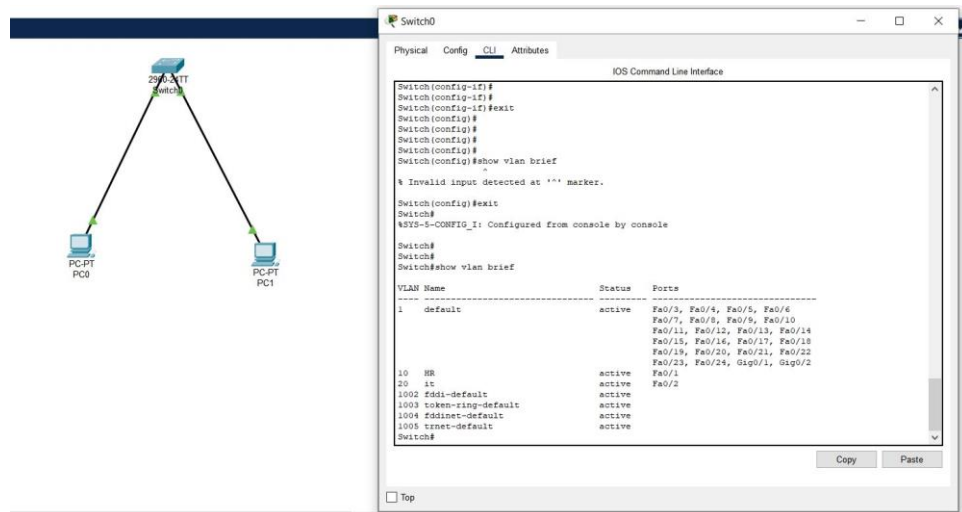 Switch0
Physical Config CLI Attributes
IOS Command Line Interface
Switch(config-if)#
Switch(config-if)#
Switch(config-if)#exit
Switch(config)#
Switch(config)#
Switch(config)#
Switch(config)#
Switch(config)#show vlan brief
^
% Invalid input detected at '^' marker.
Switch(config)#exit
Switch#
%SYS-5-CONFIG_I: Configured from console by console
Switch#
Switch#
Switch#show vlan brief
VLAN Name Status Ports
---- -------------------------------- --------- -------------------------------
1 default active Fa0/3, Fa0/4, Fa0/5, Fa0/6
Fa0/7, Fa0/8, Fa0/9, Fa0/10
Fa0/11, Fa0/12, Fa0/13, Fa0/14
Fa0/15, Fa0/16, Fa0/17, Fa0/18
Fa0/19, Fa0/20, Fa0/21, Fa0/22
Fa0/23, Fa0/24, Gig0/1, Gig0/2
10 HR active Fa0/1
20 it active Fa0/2
1002 fddi-default active
1003 token-ring-default active
1004 fddinet-default active
1005 trnet-default active
Switch#
Copy Paste
Top
2960-24TT
Switch0
PC-PT
PC0
PC-PT
PC1